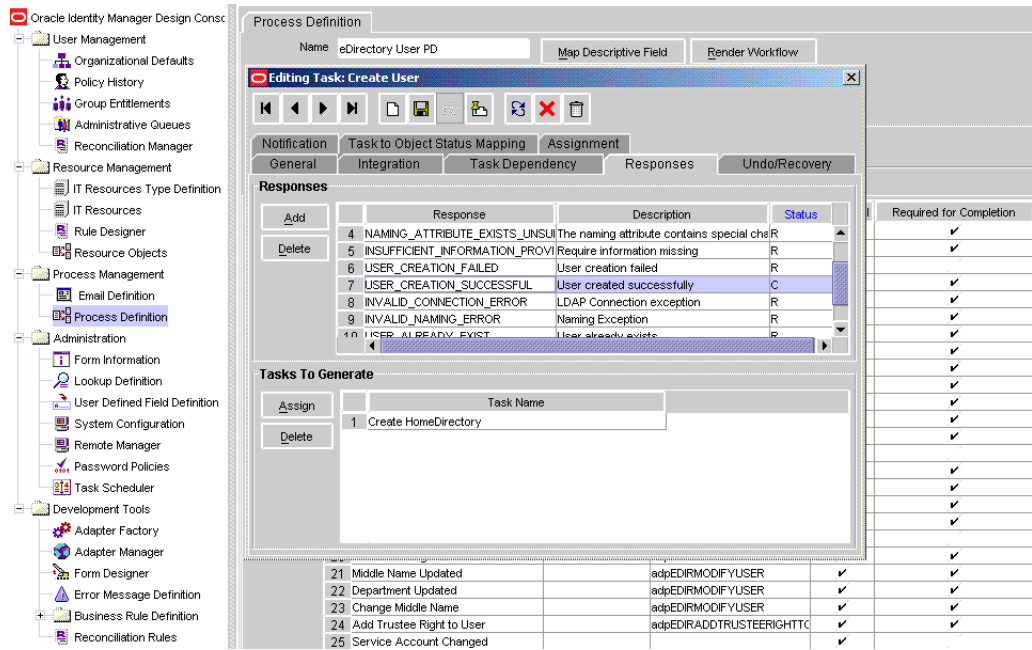 Oracle Identity Manager Design Consc
User Management
Organizational Defaults
Policy History
Group Entitlements
Administrative Queues
Reconciliation Manager
Resource Management
IT Resources Type Definition
IT Resources
Rule Designer
Resource Objects
Process Management
Email Definition
Process Definition
Administration
Form Information
Lookup Definition
User Defined Field Definition
System Configuration
Remote Manager
Password Policies
Task Scheduler
Development Tools
Adapter Factory
Adapter Manager
Form Designer
Error Message Definition
Business Rule Definition
Reconciliation Rules
Process Definition
Name eDirectory User PD Map Descriptive Field Render Workflow
Editing Task: Create User
Notification Task to Object Status Mapping Assignment
General Integration Task Dependency Responses Undo/Recovery
Responses
Add
Delete
Response Description Status
4 NAMING_ATTRIBUTE_EXISTS_UNSUI The naming attribute contains special cha R
5 INSUFFICIENT_INFORMATION_PROVI Require information missing R
6 USER_CREATION_FAILED User creation failed R
7 USER_CREATION_SUCCESSFUL User created successfully C
8 INVALID_CONNECTION_ERROR LDAP Connection exception R
9 INVALID_NAMING_ERROR Naming Exception R
10 USER_ALREADY_EXIST User already exists R
Tasks To Generate
Assign
Delete
Task Name
1 Create HomeDirectory
Required for Completion
21 Middle Name Updated adpEDIRMODIFYUSER
22 Department Updated adpEDIRMODIFYUSER
23 Change Middle Name adpEDIRMODIFYUSER
24 Add Trustee Right to User adpEDIRADDTRUSTEERIGHTTC
25 Service Account Changed